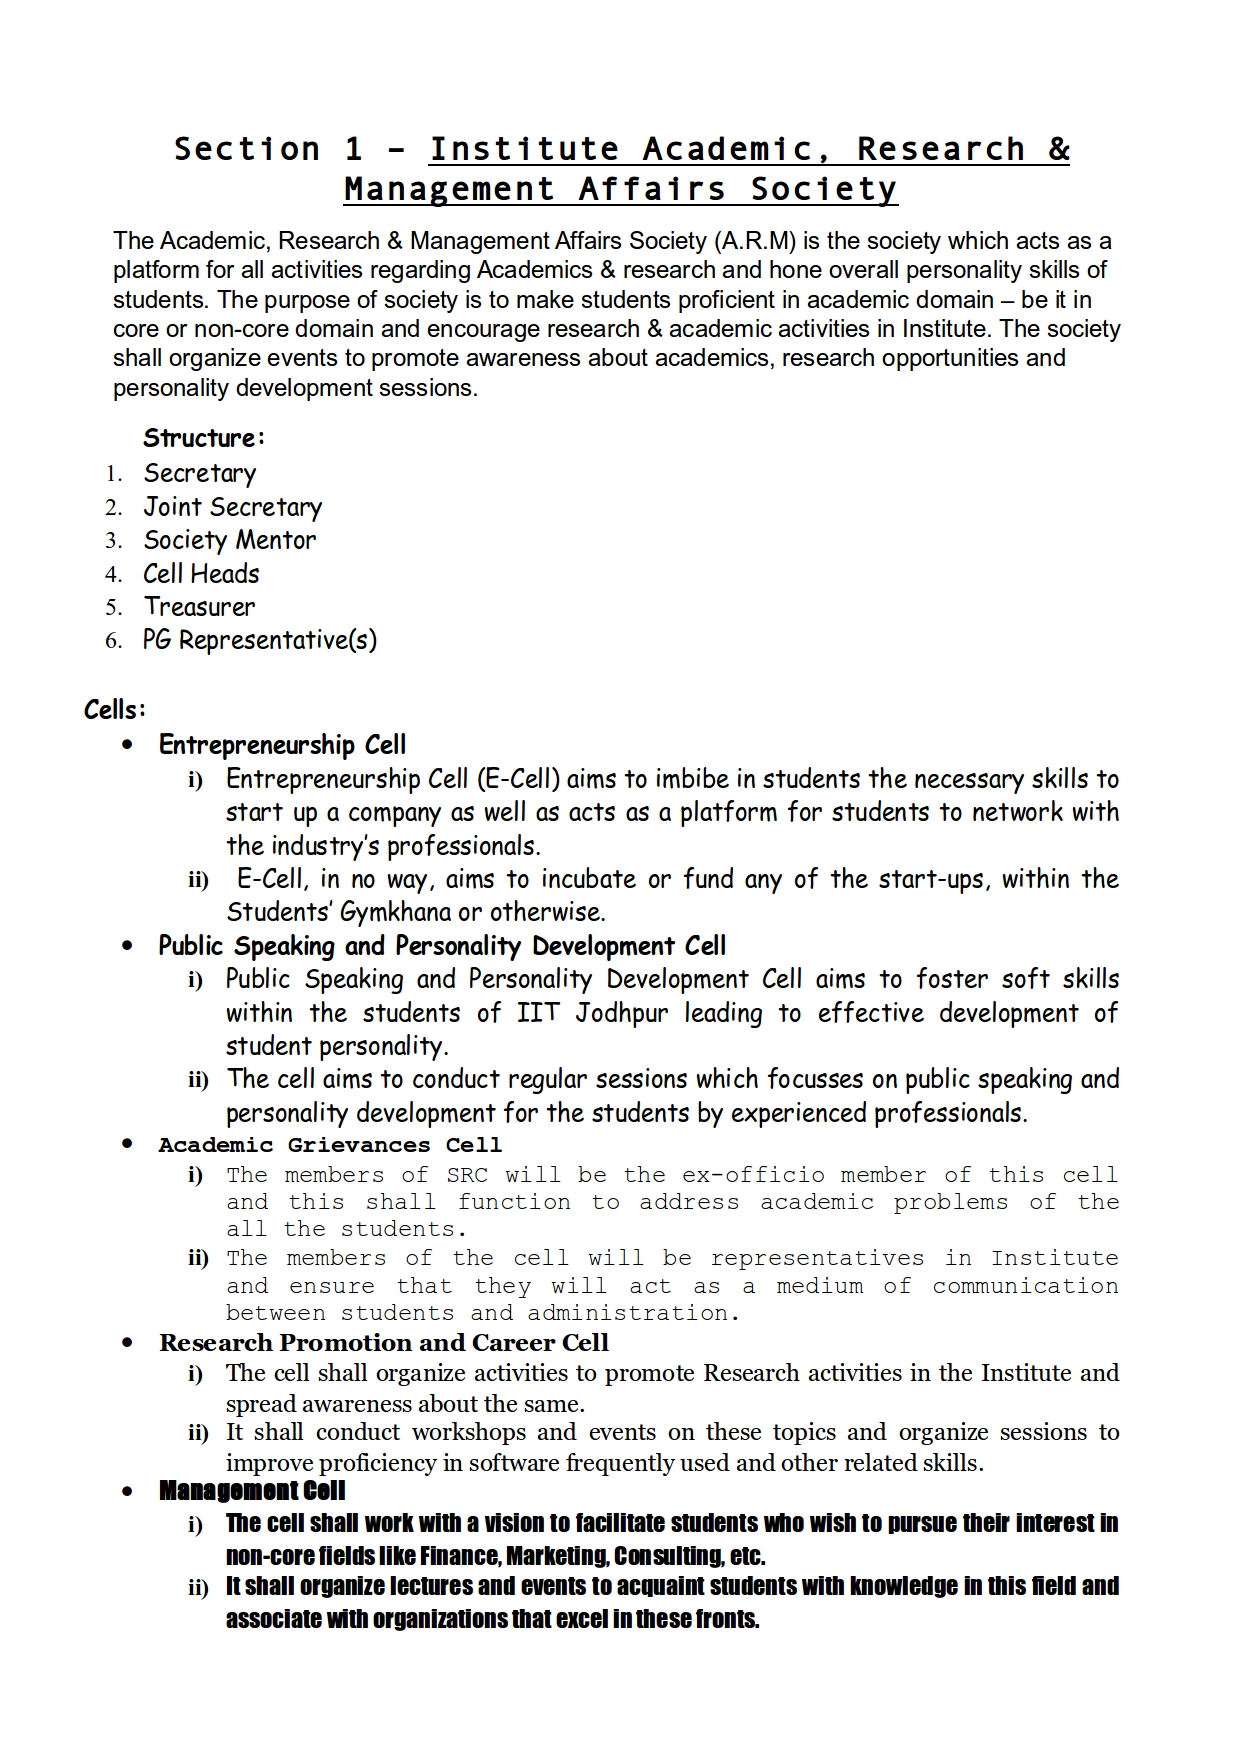 Section 1 – Institute Academic, Research &
Management Affairs Society
The Academic, Research & Management Affairs Society (A.R.M) is the society which acts as a
platform for all activities regarding Academics & research and hone overall personality skills of
students. The purpose of society is to make students proficient in academic domain – be it in
core or non-core domain and encourage research & academic activities in Institute. The society
shall organize events to promote awareness about academics, research opportunities and
personality development sessions.
Structure:
1. Secretary
2. Joint Secretary
3. Society Mentor
4. Cell Heads
5. Treasurer
6. PG Representative(s)
Cells:
• Entrepreneurship Cell
i) Entrepreneurship Cell (E-Cell) aims to imbibe in students the necessary skills to
start up a company as well as acts as a platform for students to network with
the industry’s professionals.
ii) E-Cell, in no way, aims to incubate or fund any of the start-ups, within the
Students’ Gymkhana or otherwise.
• Public Speaking and Personality Development Cell
i) Public Speaking and Personality Development Cell aims to foster soft skills
within the students of IIT Jodhpur leading to effective development of
student personality.
ii) The cell aims to conduct regular sessions which focusses on public speaking and
personality development for the students by experienced professionals.
• Academic Grievances Cell
i) The members of SRC will be the ex-officio member of this cell
and this shall function to address academic problems of the
all the students.
ii) The members of the cell will be representatives in Institute
and ensure that they will act as a medium of communication
between students and administration.
• Research Promotion and Career Cell
i) The cell shall organize activities to promote Research activities in the Institute and
spread awareness about the same.
ii) It shall conduct workshops and events on these topics and organize sessions to
improve proficiency in software frequently used and other related skills.
• Management Cell
i) The cell shall work with a vision to facilitate students who wish to pursue their interest in
non-core fields like Finance, Marketing, Consulting, etc.
ii) It shall organize lectures and events to acquaint students with knowledge in this field and
associate with organizations that excel in these fronts.